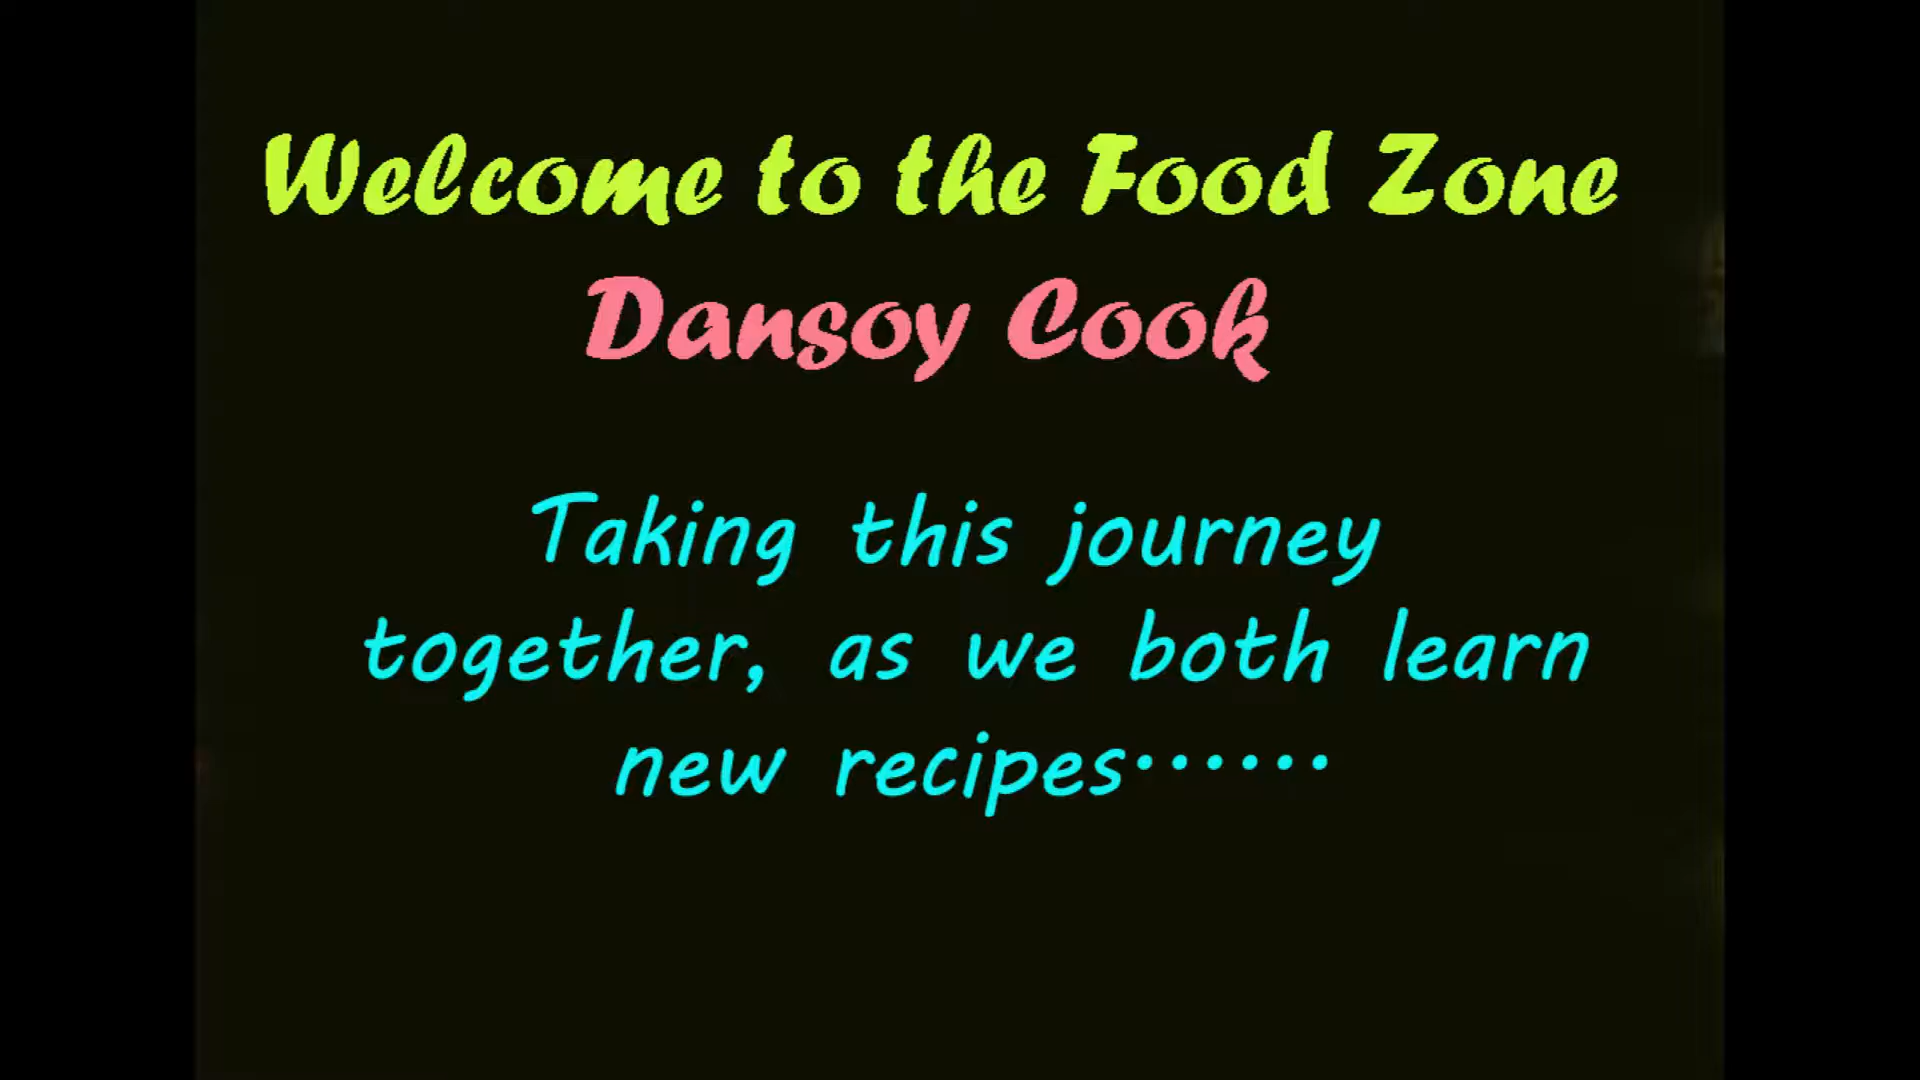 Welcome to the Food Zone
Dansoy Cook
Taking this journey
together, as we both learn
new recipes······